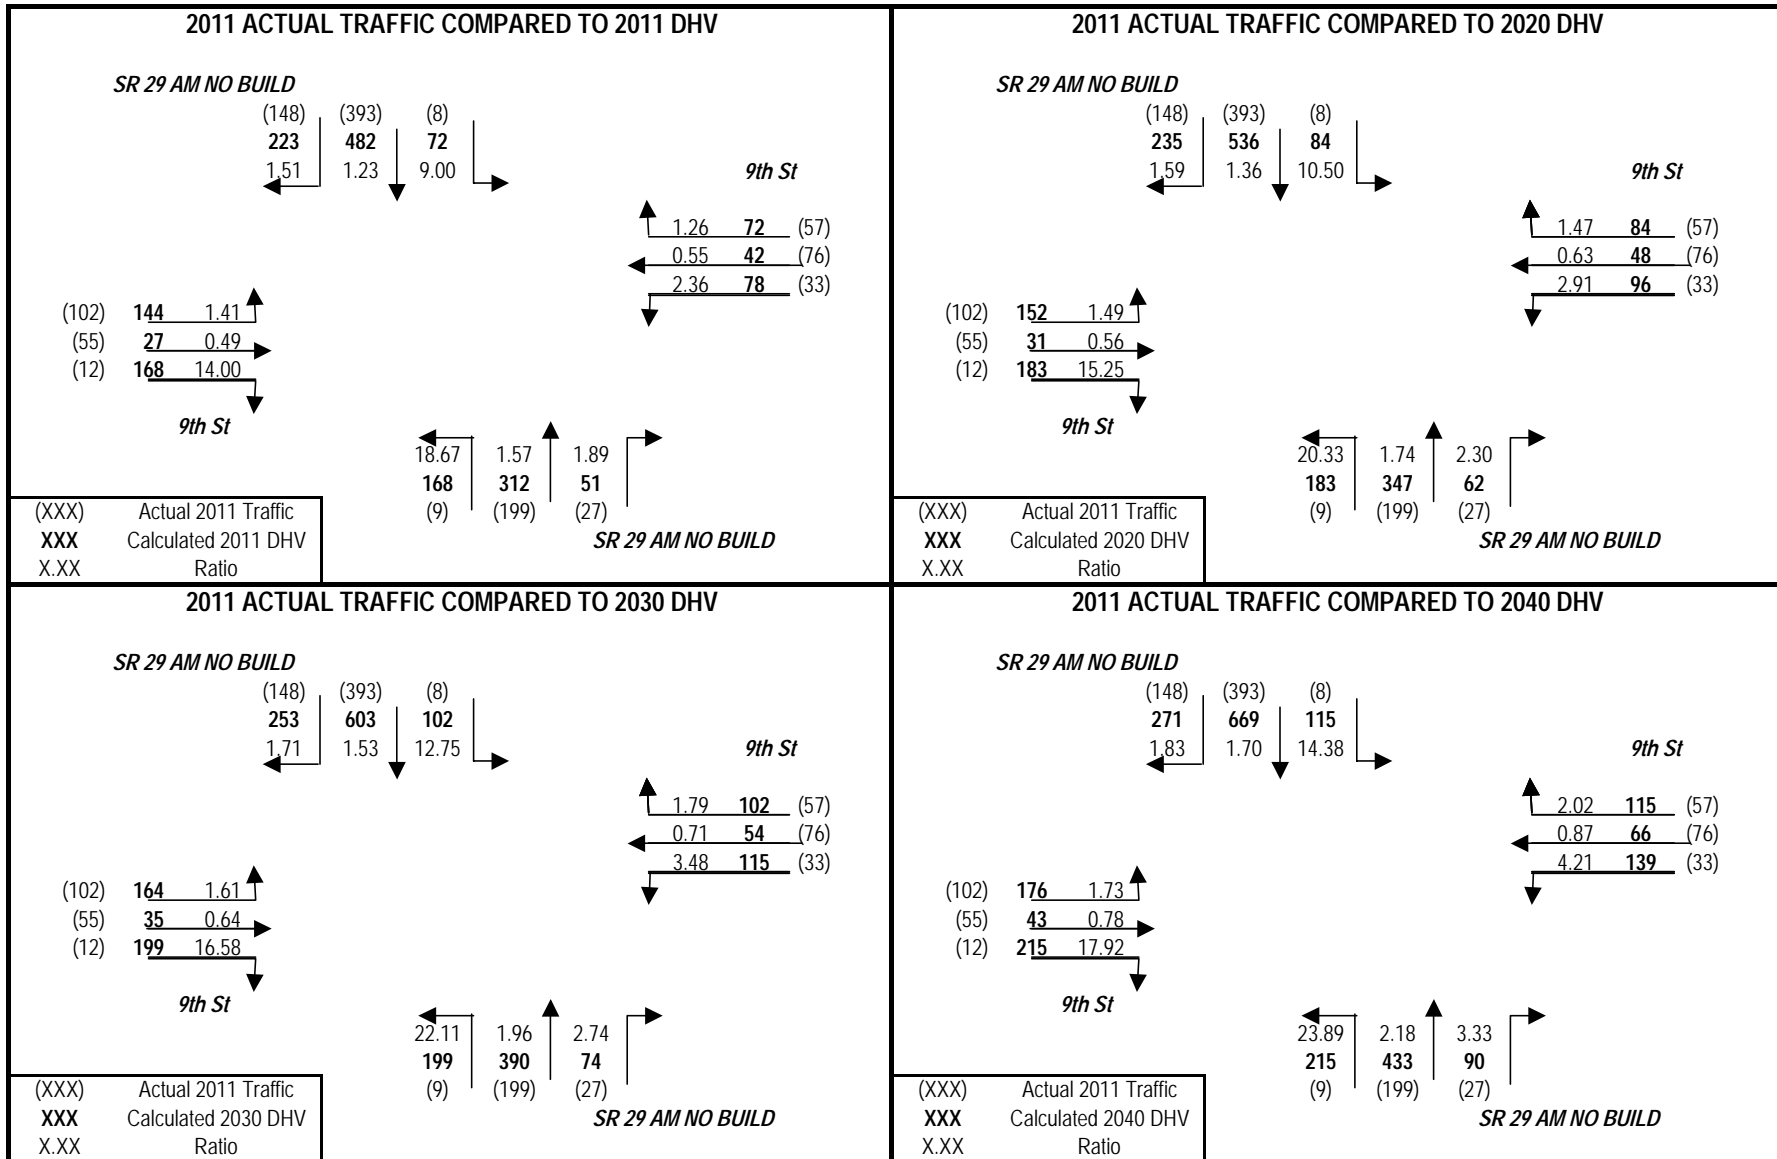 2011 ACTUAL TRAFFIC COMPARED TO 2011 DHV
SR 29 AM NO BUILD
(148) (393) (8)
223 482 72
1.51 1.23 9.00
9th St
1.26 72 (57)
0.55 42 (76)
2.36 78 (33)
(102) 144 1.41
(55) 27 0.49
(12) 168 14.00
9th St
18.67 1.57 1.89
168 312 51
(9) (199) (27)
SR 29 AM NO BUILD
(XXX) Actual 2011 Traffic
XXX Calculated 2011 DHV
X.XX Ratio
2011 ACTUAL TRAFFIC COMPARED TO 2020 DHV
SR 29 AM NO BUILD
(148) (393) (8)
235 536 84
1.59 1.36 10.50
9th St
1.47 84 (57)
0.63 48 (76)
2.91 96 (33)
(102) 152 1.49
(55) 31 0.56
(12) 183 15.25
9th St
20.33 1.74 2.30
183 347 62
(9) (199) (27)
SR 29 AM NO BUILD
(XXX) Actual 2011 Traffic
XXX Calculated 2020 DHV
X.XX Ratio
2011 ACTUAL TRAFFIC COMPARED TO 2030 DHV
SR 29 AM NO BUILD
(148) (393) (8)
253 603 102
1.71 1.53 12.75
9th St
1.79 102 (57)
0.71 54 (76)
3.48 115 (33)
(102) 164 1.61
(55) 35 0.64
(12) 199 16.58
9th St
22.11 1.96 2.74
199 390 74
(9) (199) (27)
SR 29 AM NO BUILD
(XXX) Actual 2011 Traffic
XXX Calculated 2030 DHV
X.XX Ratio
2011 ACTUAL TRAFFIC COMPARED TO 2040 DHV
SR 29 AM NO BUILD
(148) (393) (8)
271 669 115
1.83 1.70 14.38
9th St
2.02 115 (57)
0.87 66 (76)
4.21 139 (33)
(102) 176 1.73
(55) 43 0.78
(12) 215 17.92
9th St
23.89 2.18 3.33
215 433 90
(9) (199) (27)
SR 29 AM NO BUILD
(XXX) Actual 2011 Traffic
XXX Calculated 2040 DHV
X.XX Ratio